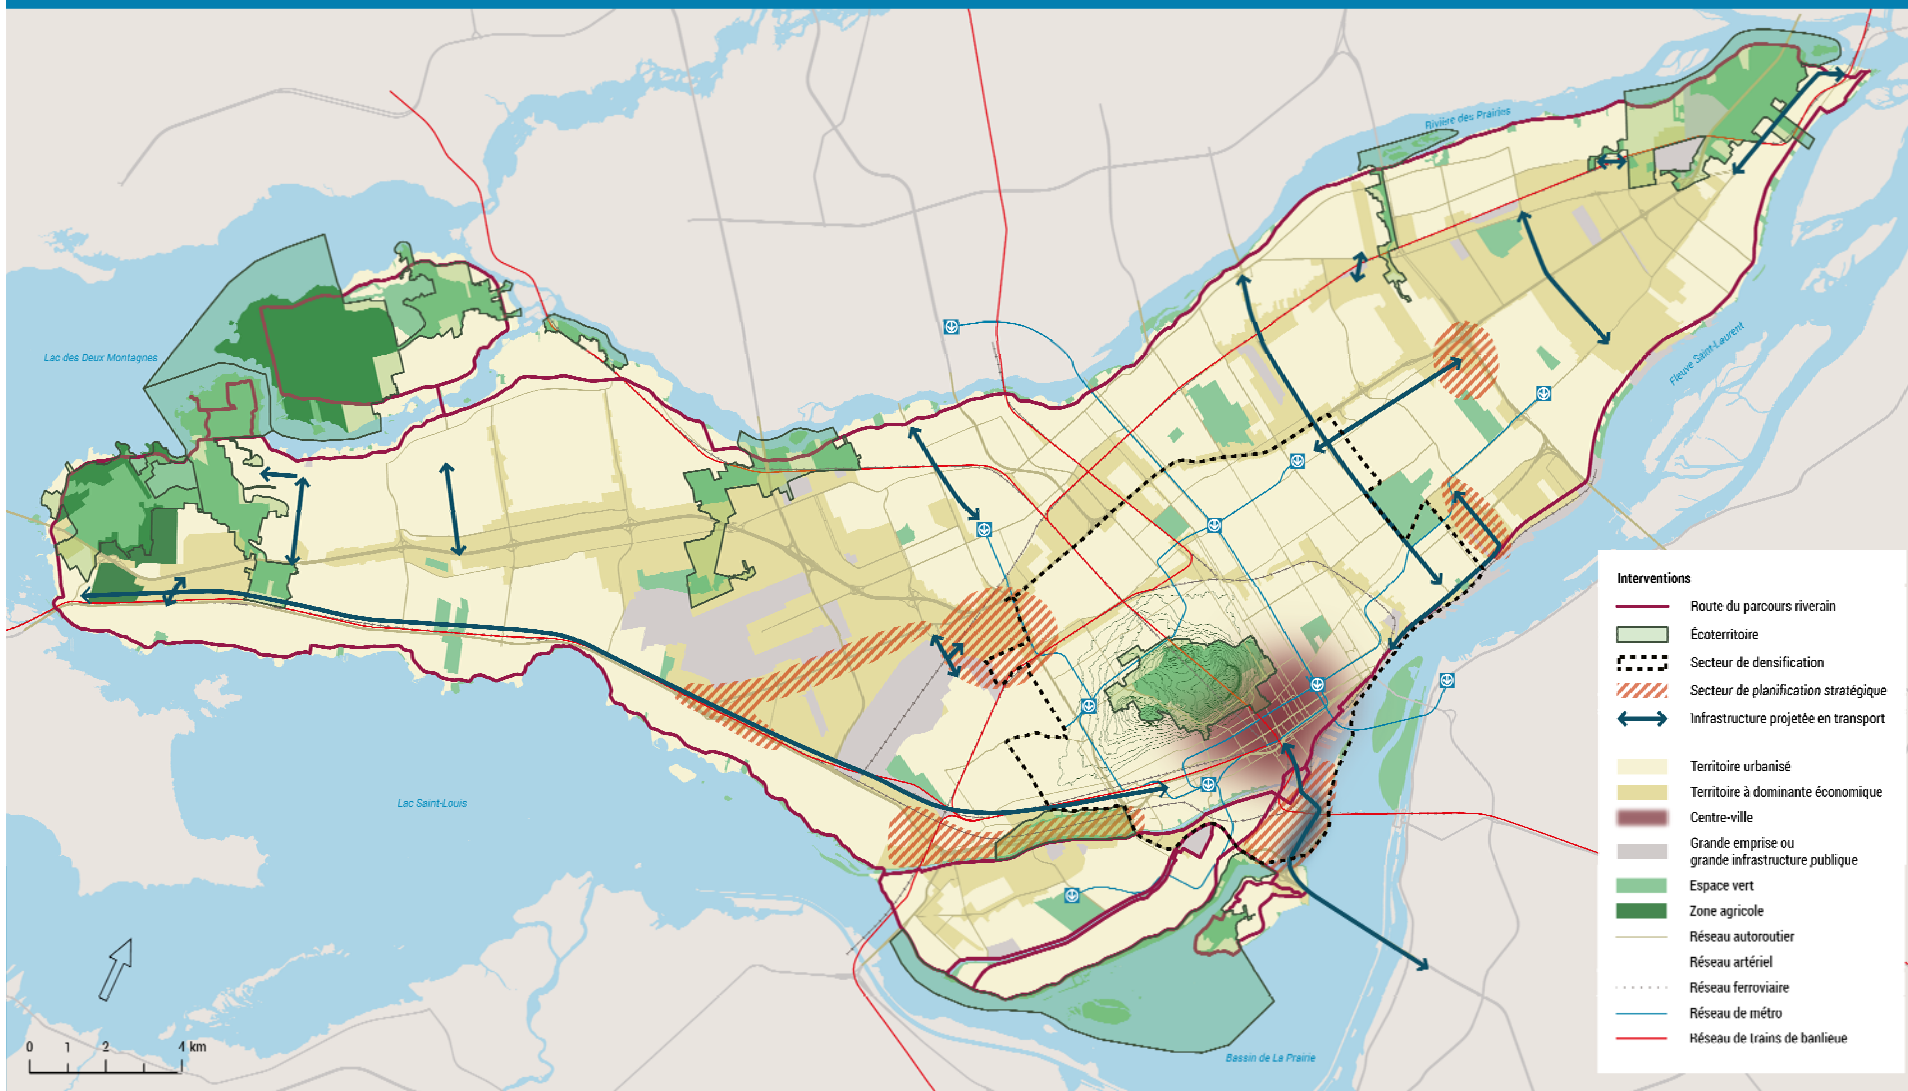 Rivière des Prairies
Lac des Deux Montagnes
Fleuve Saint-Laurent
Lac Saint-Louis
Bassin de La Prairie
0 1 2 4 km
Interventions
Route du parcours riverain
Écoterritoire
Secteur de densification
Secteur de planification stratégique
Infrastructure projetée en transport
Territoire urbanisé
Territoire à dominante économique
Centre-ville
Grande emprise ou
grande infrastructure publique
Espace vert
Zone agricole
Réseau autoroutier
Réseau artériel
Réseau ferroviaire
Réseau de métro
Réseau de trains de banlieue